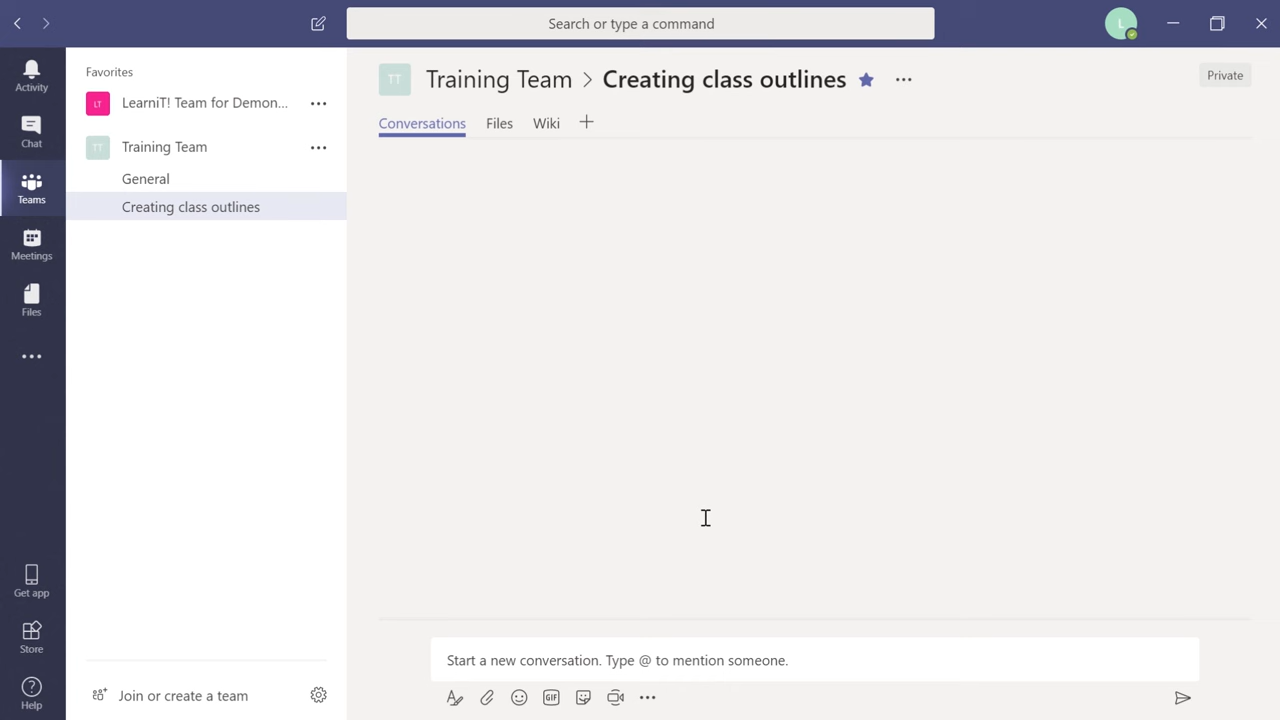 Search or type a command
L
Activity
Chat
Teams
Meetings
Files
Get app
Store
Help
Favorites
LT
LearniT! Team for Demon...
TT
Training Team
General
Creating class outlines
Join or create a team
TT
Training Team > Creating class outlines
Private
Conversations
Files
Wiki
Start a new conversation. Type @ to mention someone.
GIF